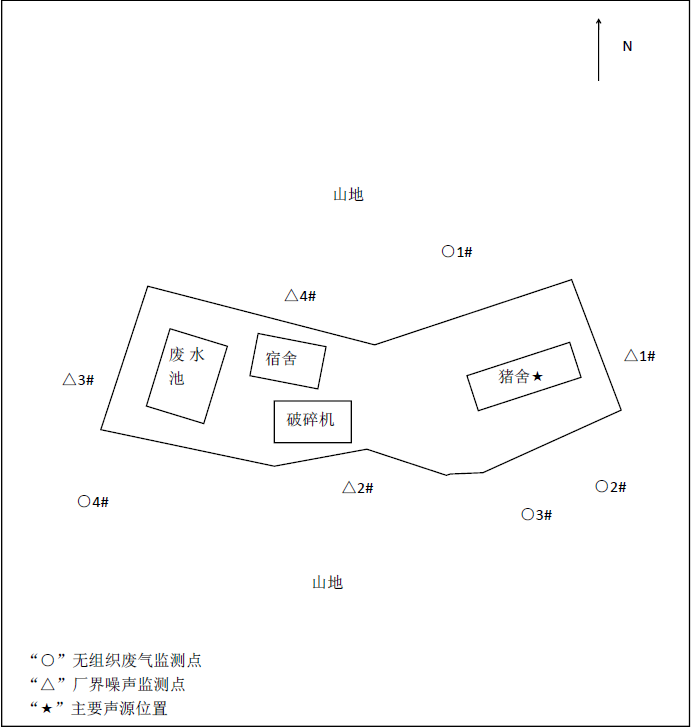 N
山地
○1#
△4#
废水
池
宿舍
猪舍★
△1#
△3#
破碎机
△2#
○2#
○4#
○3#
山地
“○”无组织废气监测点
“△”厂界噪声监测点
“★”主要声源位置